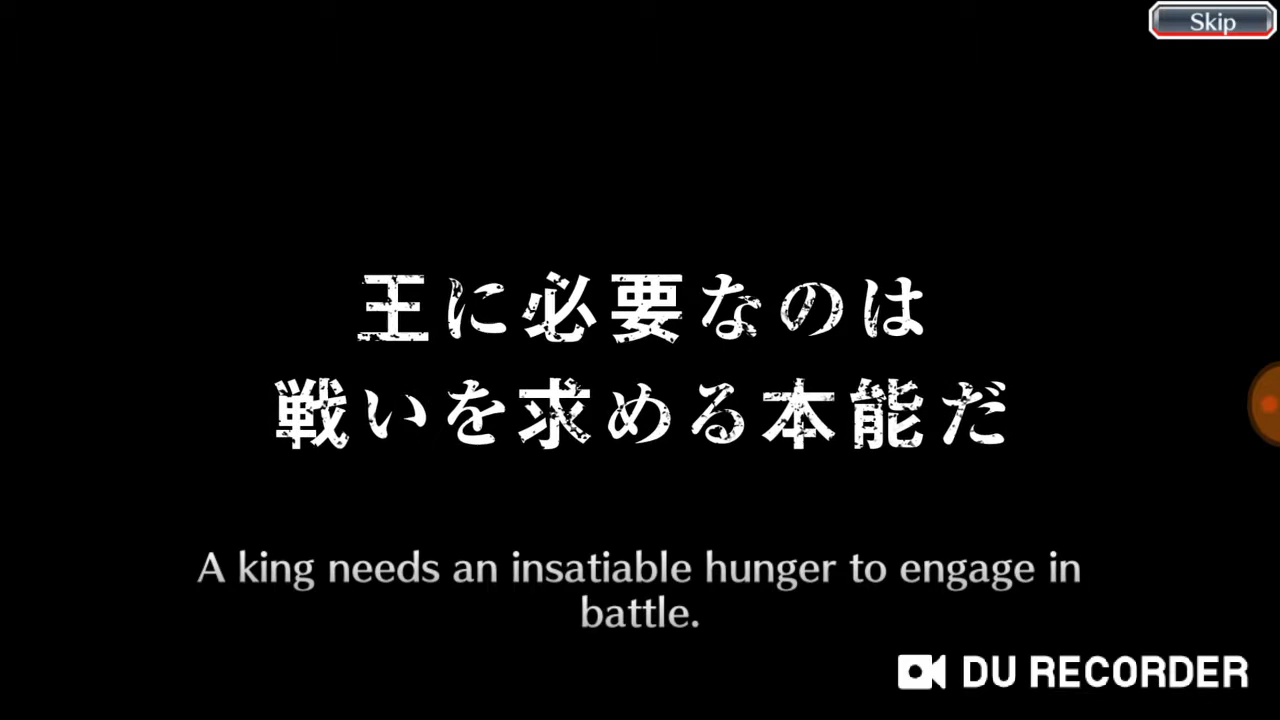 Skip
王に必要なのは
戦いを求める本能だ
A king needs an insatiable hunger to engage in
battle.
DU RECORDER